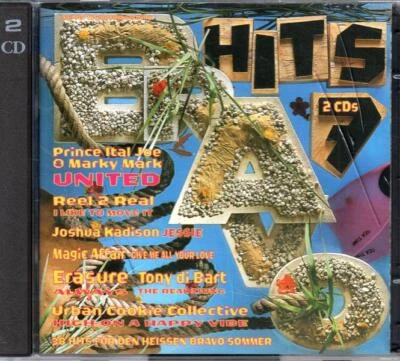 2
CD
BRAVO
HITS
2 CDs
7
Prince Ital Joe
O Marky Mark
UNITED
Reel 2 Real
I LIKE TO MOVE IT
Joshua Kadison JESSIE
Magic Affair GIVE ME ALL YOUR LOVE
Erasure Tony di Bart
ALWAYS THE REAL THING
Urban Cookie Collective
HIGH ON A HAPPY VIBE
38 HITS FÜR DEN HEISSEN BRAVO SOMMER